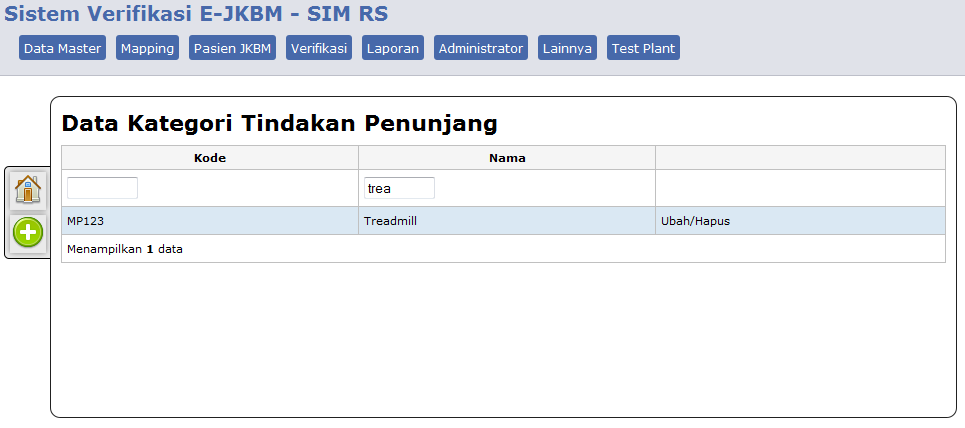 Sistem Verifikasi E-JKBM - SIM RS
Data Master Mapping Pasien JKBM Verifikasi Laporan Administrator Lainnya Test Plant
Data Kategori Tindakan Penunjang
Kode Nama
trea
MP123 Treadmill Ubah/Hapus
Menampilkan 1 data